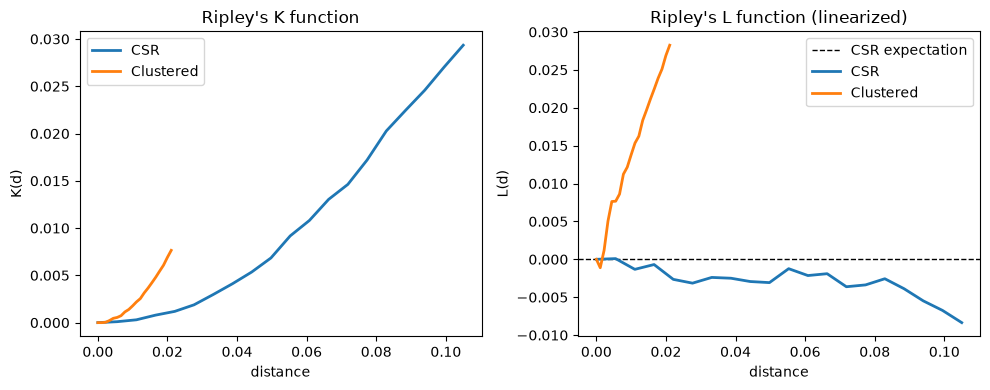 Ripley's K function
K(d)
0.030
0.025
0.020
0.015
0.010
0.005
0.000
CSR
Clustered
0.00 0.02 0.04 0.06 0.08 0.10
distance
Ripley's L function (linearized)
L(d)
0.030
0.025
0.020
0.015
0.010
0.005
0.000
−0.005
−0.010
CSR expectation
CSR
Clustered
0.00 0.02 0.04 0.06 0.08 0.10
distance